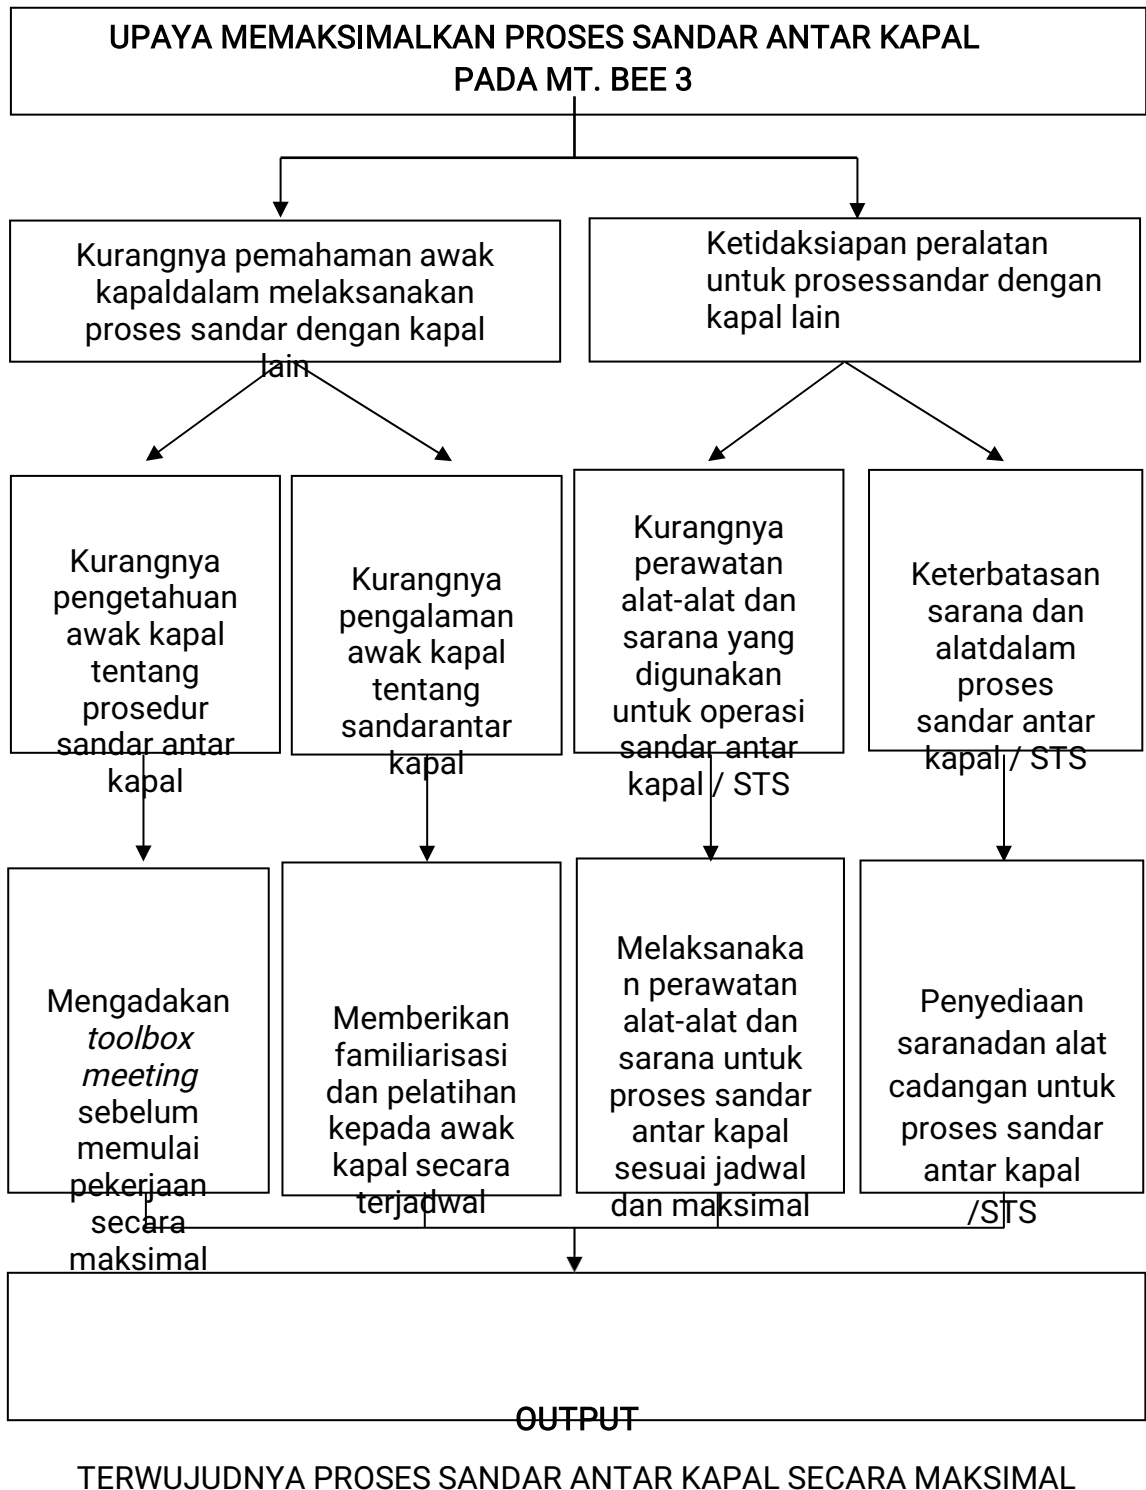 UPAYA MEMAKSIMALKAN PROSES SANDAR ANTAR KAPAL
PADA MT. BEE 3
Kurangnya pemahaman awak
kapaldalam melaksanakan
proses sandar dengan kapal
lain
Ketidaksiapan peralatan
untuk prosessandar dengan
kapal lain
Kurangnya
pengetahuan
awak kapal
tentang
prosedur
sandar antar
kapal
Kurangnya
pengalaman
awak kapal
tentang
sandarantar
kapal
Kurangnya
perawatan
alat-alat dan
sarana yang
digunakan
untuk operasi
sandar antar
kapal / STS
Keterbatasan
sarana dan
alatdalam
proses
sandar antar
kapal / STS
Mengadakan
toolbox
meeting
sebelum
memulai
pekerjaan
secara
maksimal
Memberikan
familiarisasi
dan pelatihan
kepada awak
kapal secara
terjadwal
Melaksanaka
n perawatan
alat-alat dan
sarana untuk
proses sandar
antar kapal
sesuai jadwal
dan maksimal
Penyediaan
saranadan alat
cadangan untuk
proses sandar
antar kapal
/STS
OUTPUT
TERWUJUDNYA PROSES SANDAR ANTAR KAPAL SECARA MAKSIMAL